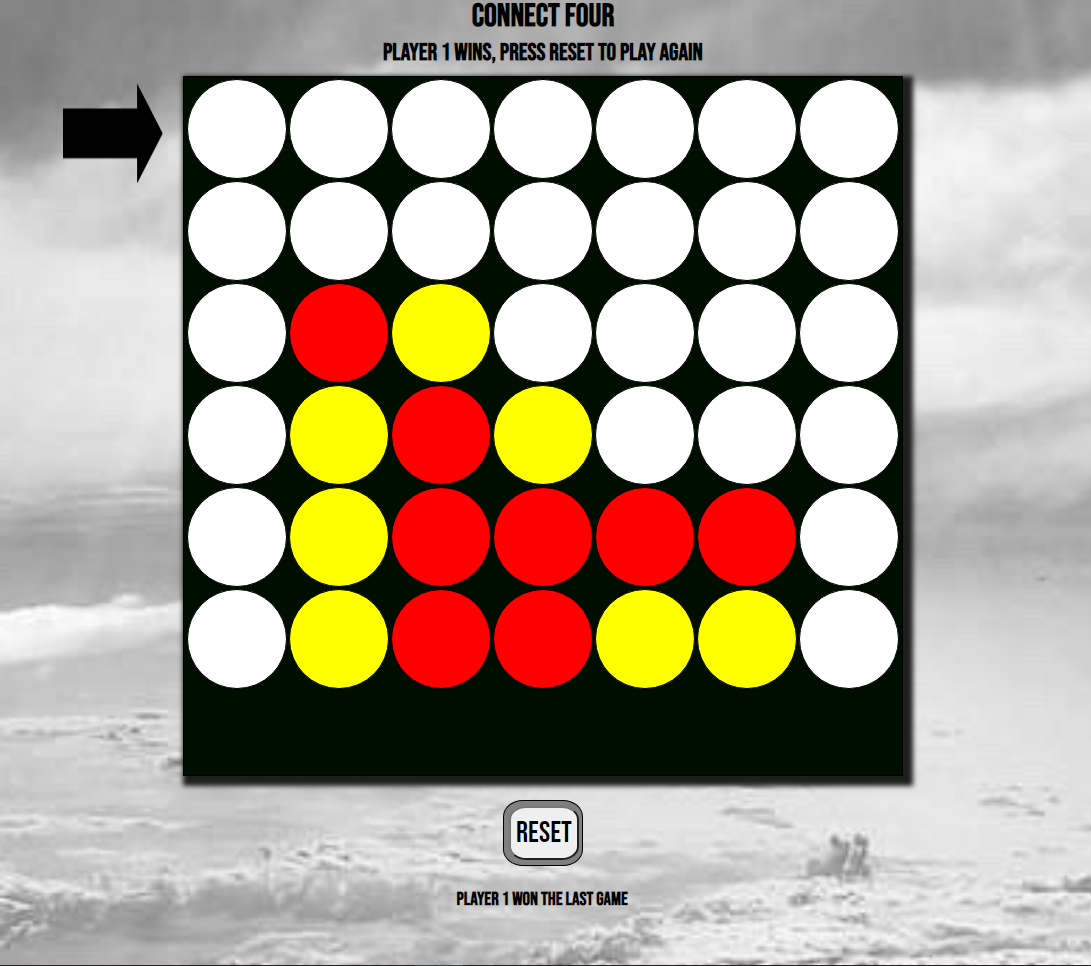 CONNECT FOUR
PLAYER 1 WINS, PRESS RESET TO PLAY AGAIN
RESET
PLAYER 1 WON THE LAST GAME